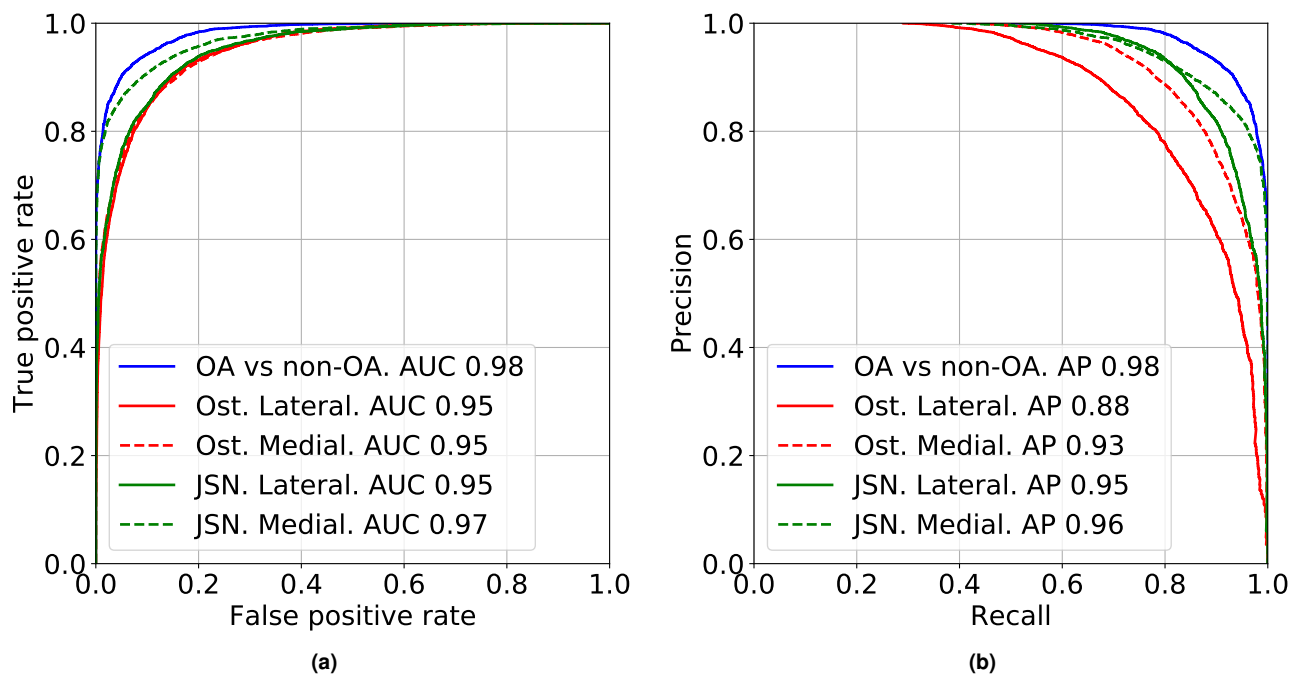 1.0
0.8
0.6
0.4
0.2
0.0
True positive rate
OA vs non-OA. AUC 0.98
Ost. Lateral. AUC 0.95
Ost. Medial. AUC 0.95
JSN. Lateral. AUC 0.95
JSN. Medial. AUC 0.97
0.0 0.2 0.4 0.6 0.8 1.0
False positive rate
(a)
1.0
0.8
0.6
0.4
0.2
0.0
Precision
OA vs non-OA. AP 0.98
Ost. Lateral. AP 0.88
Ost. Medial. AP 0.93
JSN. Lateral. AP 0.95
JSN. Medial. AP 0.96
0.0 0.2 0.4 0.6 0.8 1.0
Recall
(b)